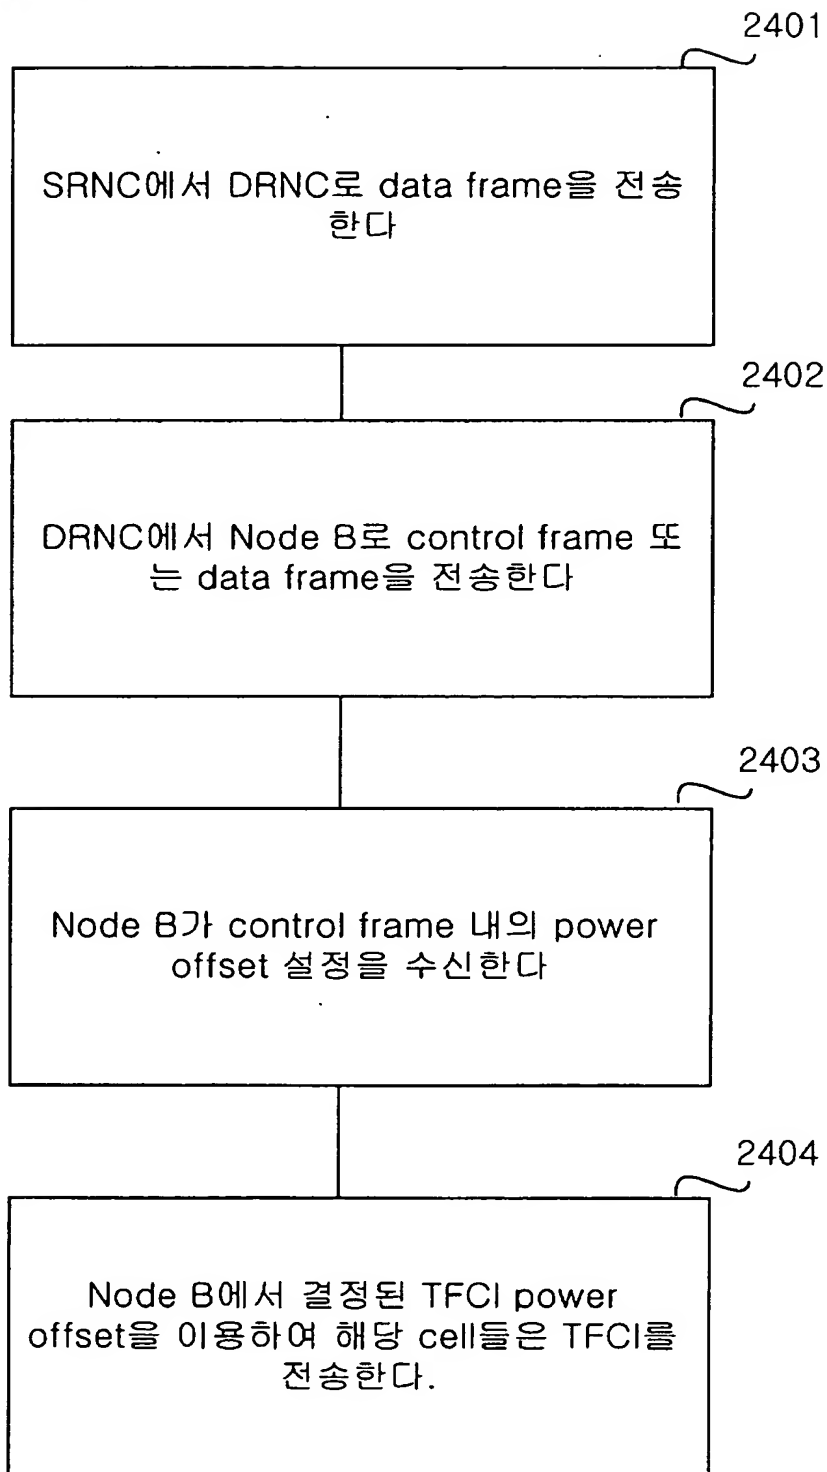 2401
SRNC에서 DRNC로 data frame을 전송
한다
2402
DRNC에서 Node B로 control frame 또
는 data frame을 전송한다
2403
Node B가 control frame 내의 power
offset 설정을 수신한다
2404
Node B에서 결정된 TFCI power
offset을 이용하여 해당 cell들은 TFCI를
전송한다.